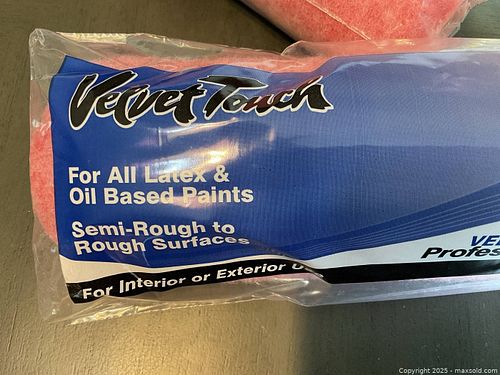 Velvet Touch
For All Latex &
Oil Based Paints
Semi-Rough to
Rough Surfaces
For Interior or Exterior
Copyright 2025 - maxsold.com